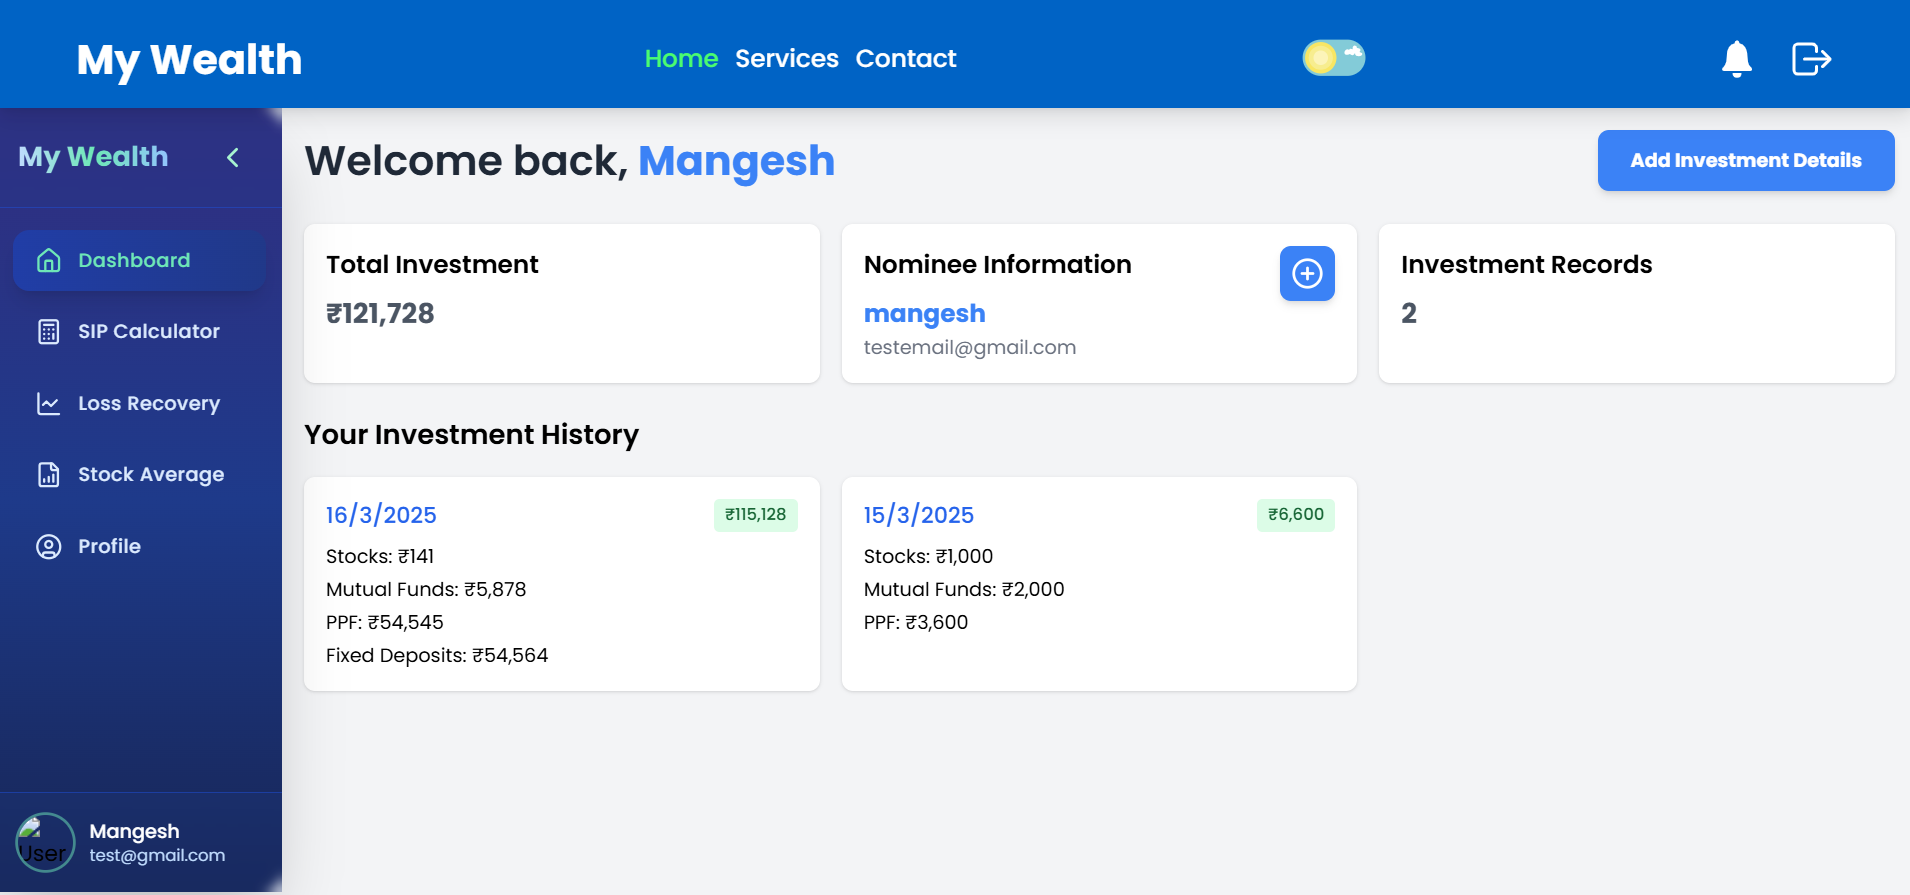 My Wealth
Home Services Contact
My Wealth
Dashboard
SIP Calculator
Loss Recovery
Stock Average
Profile
User
Mangesh
test@gmail.com
Welcome back, Mangesh
Add Investment Details
Total Investment
₹121,728
Nominee Information
mangesh
testemail@gmail.com
Investment Records
2
Your Investment History
16/3/2025
₹115,128
Stocks: ₹141
Mutual Funds: ₹5,878
PPF: ₹54,545
Fixed Deposits: ₹54,564
15/3/2025
₹6,600
Stocks: ₹1,000
Mutual Funds: ₹2,000
PPF: ₹3,600